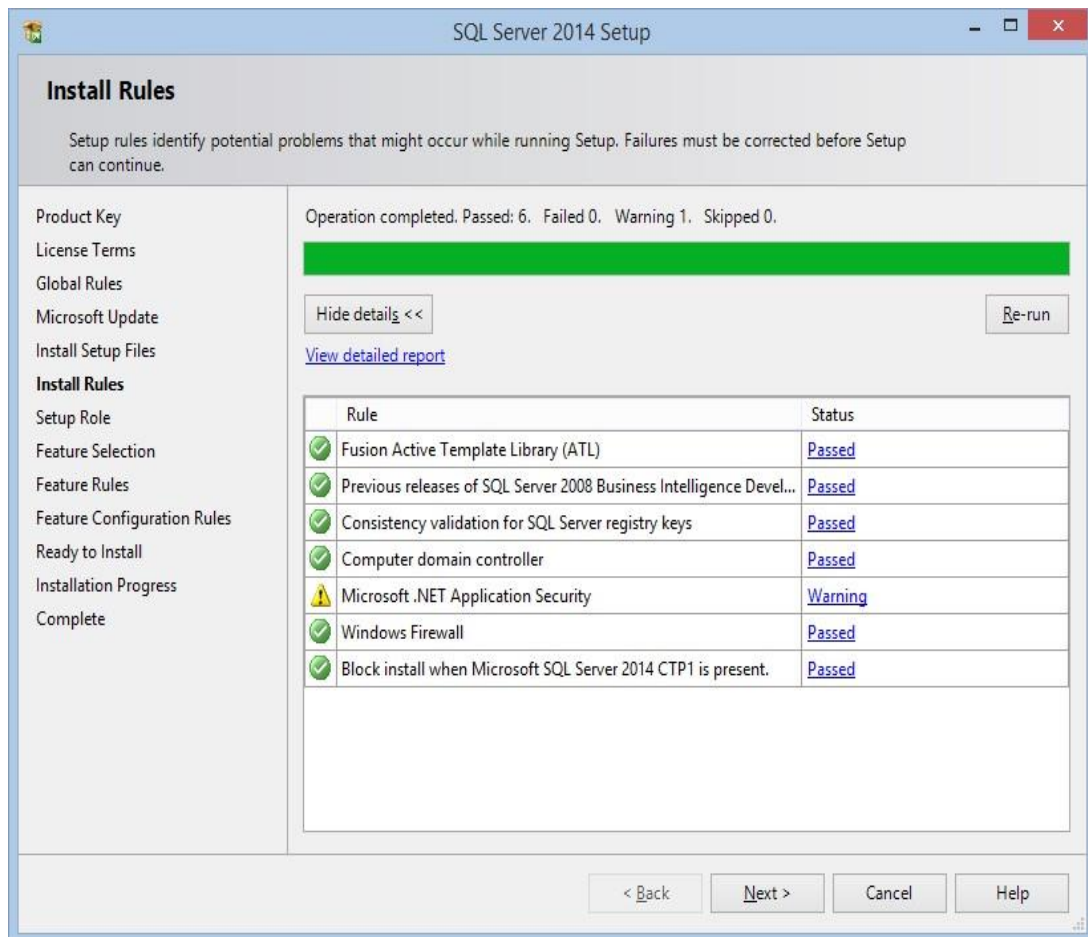 SQL Server 2014 Setup
Install Rules
Setup rules identify potential problems that might occur while running Setup. Failures must be corrected before Setup
can continue.
Product Key
License Terms
Global Rules
Microsoft Update
Install Setup Files
Install Rules
Setup Role
Feature Selection
Feature Rules
Feature Configuration Rules
Ready to Install
Installation Progress
Complete
Operation completed. Passed: 6. Failed 0. Warning 1. Skipped 0.
Hide details <<
Re-run
View detailed report
Rule Status
Fusion Active Template Library (ATL) Passed
Previous releases of SQL Server 2008 Business Intelligence Devel... Passed
Consistency validation for SQL Server registry keys Passed
Computer domain controller Passed
Microsoft .NET Application Security Warning
Windows Firewall Passed
Block install when Microsoft SQL Server 2014 CTP1 is present. Passed
< Back Next > Cancel Help